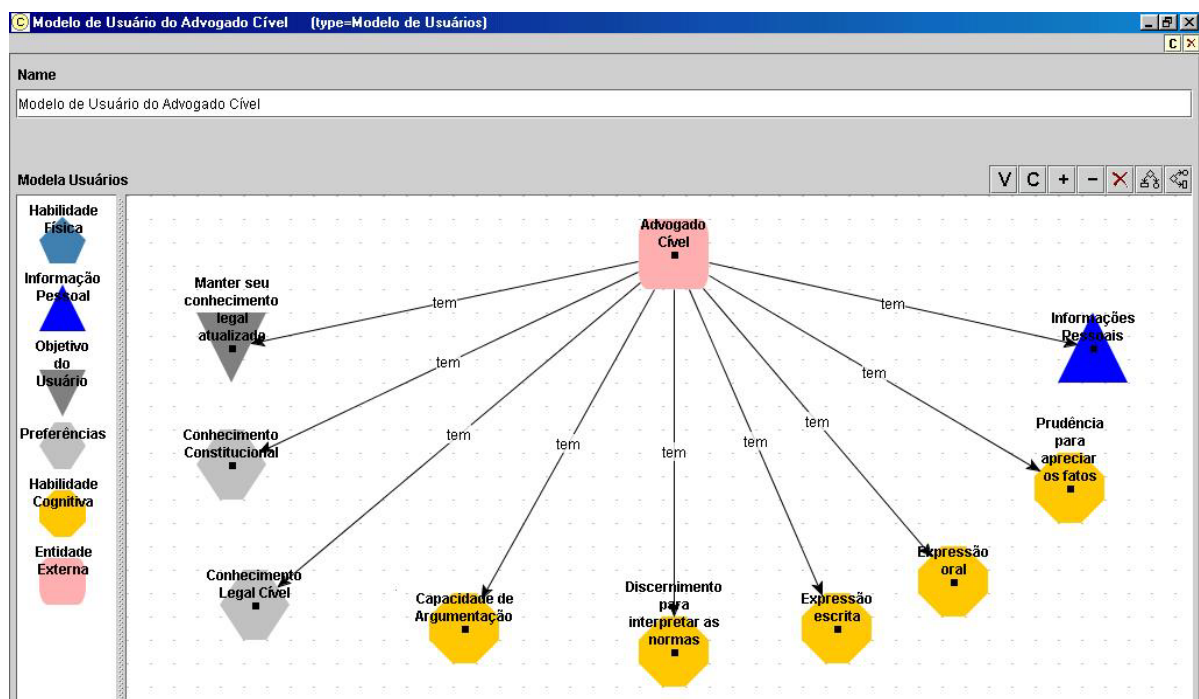 Modelo de Usuário do Advogado Cível (type=Modelo de Usuários)
C
Name
Modelo de Usuário do Advogado Cível
Modela Usuários
V C + -
Habilidade
Física
Informação
Pessoal
Objetivo
do
Usuário
Preferências
Habilidade
Cognitiva
Entidade
Externa
Advogado
Cível
Manter seu
conhecimento
legal
atualizado
tem
Informações
Pessoais
tem
Conhecimento
Constitucional
tem
Prudência
para
apreciar
os fatos
tem
Conhecimento
Legal Cível
tem
Capacidade de
Argumentação
tem
Discernimento
para
interpretar as
normas
tem
Expressão
escrita
tem
Expressão
oral
tem